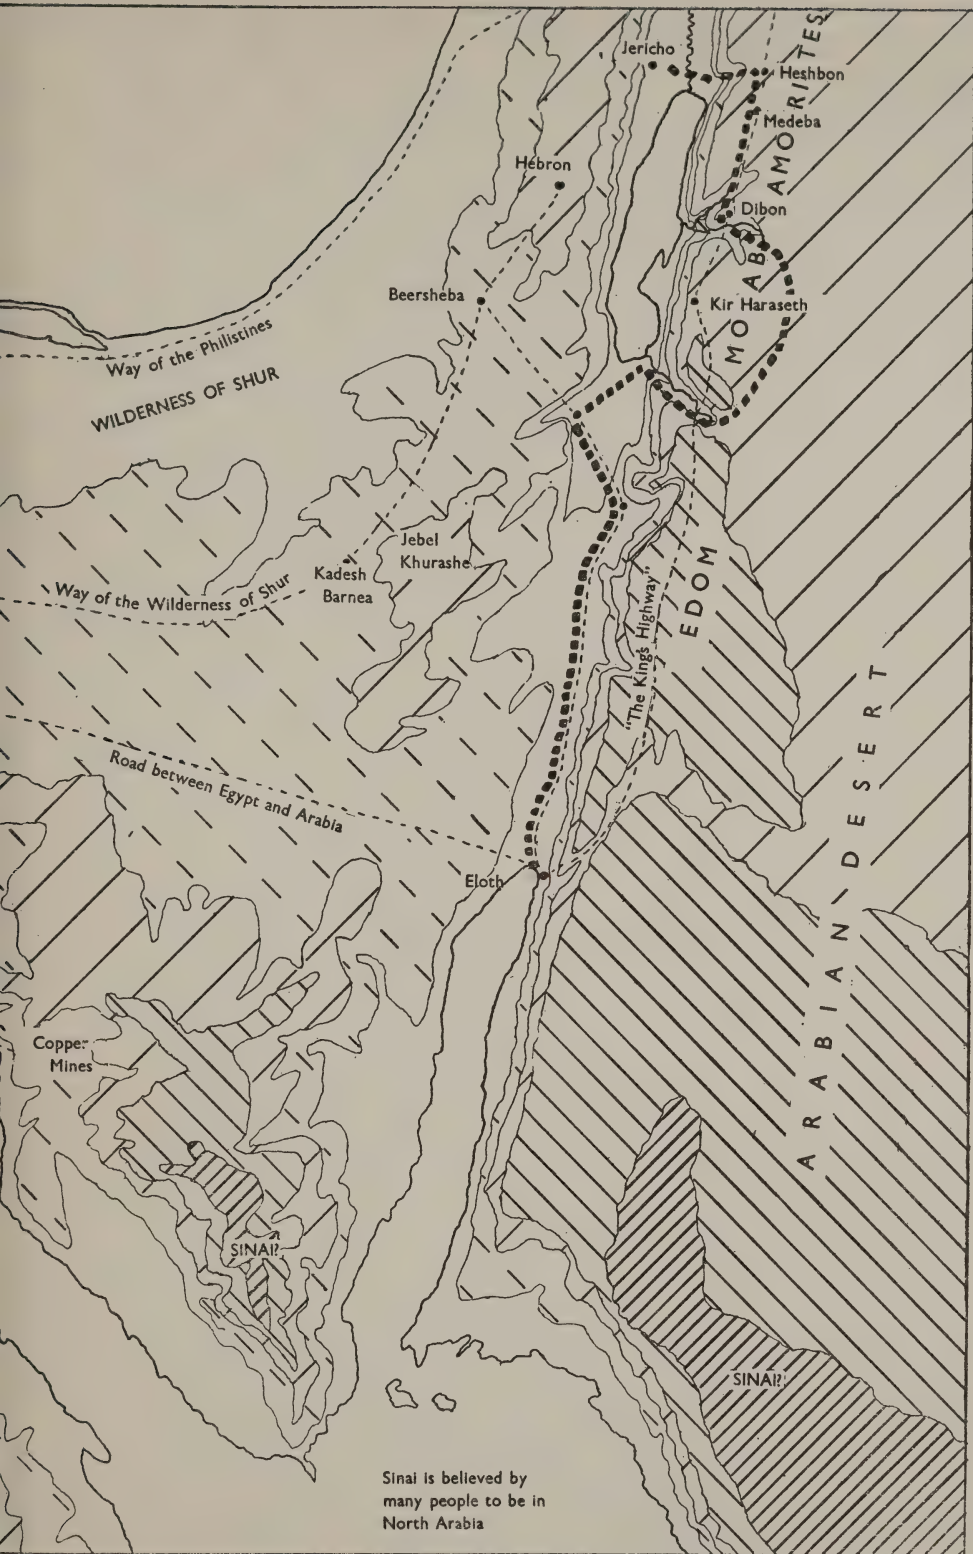 Jericho
AMORITES
Heshbon
Medeba
Hebron
Dibon
MOAB
Beersheba
Kir Haraseth
Way of the Philistines
WILDERNESS OF SHUR
Jebel
Khurashe
Kadesh
Barnea
Way of the Wilderness of Shur
EDOM
"The King's Highway"
ARABIAN DESERT
Road between Egypt and Arabia
Eloth
Copper
Mines
SINAI?
SINAI?
Sinai is believed by
many people to be in
North Arabia